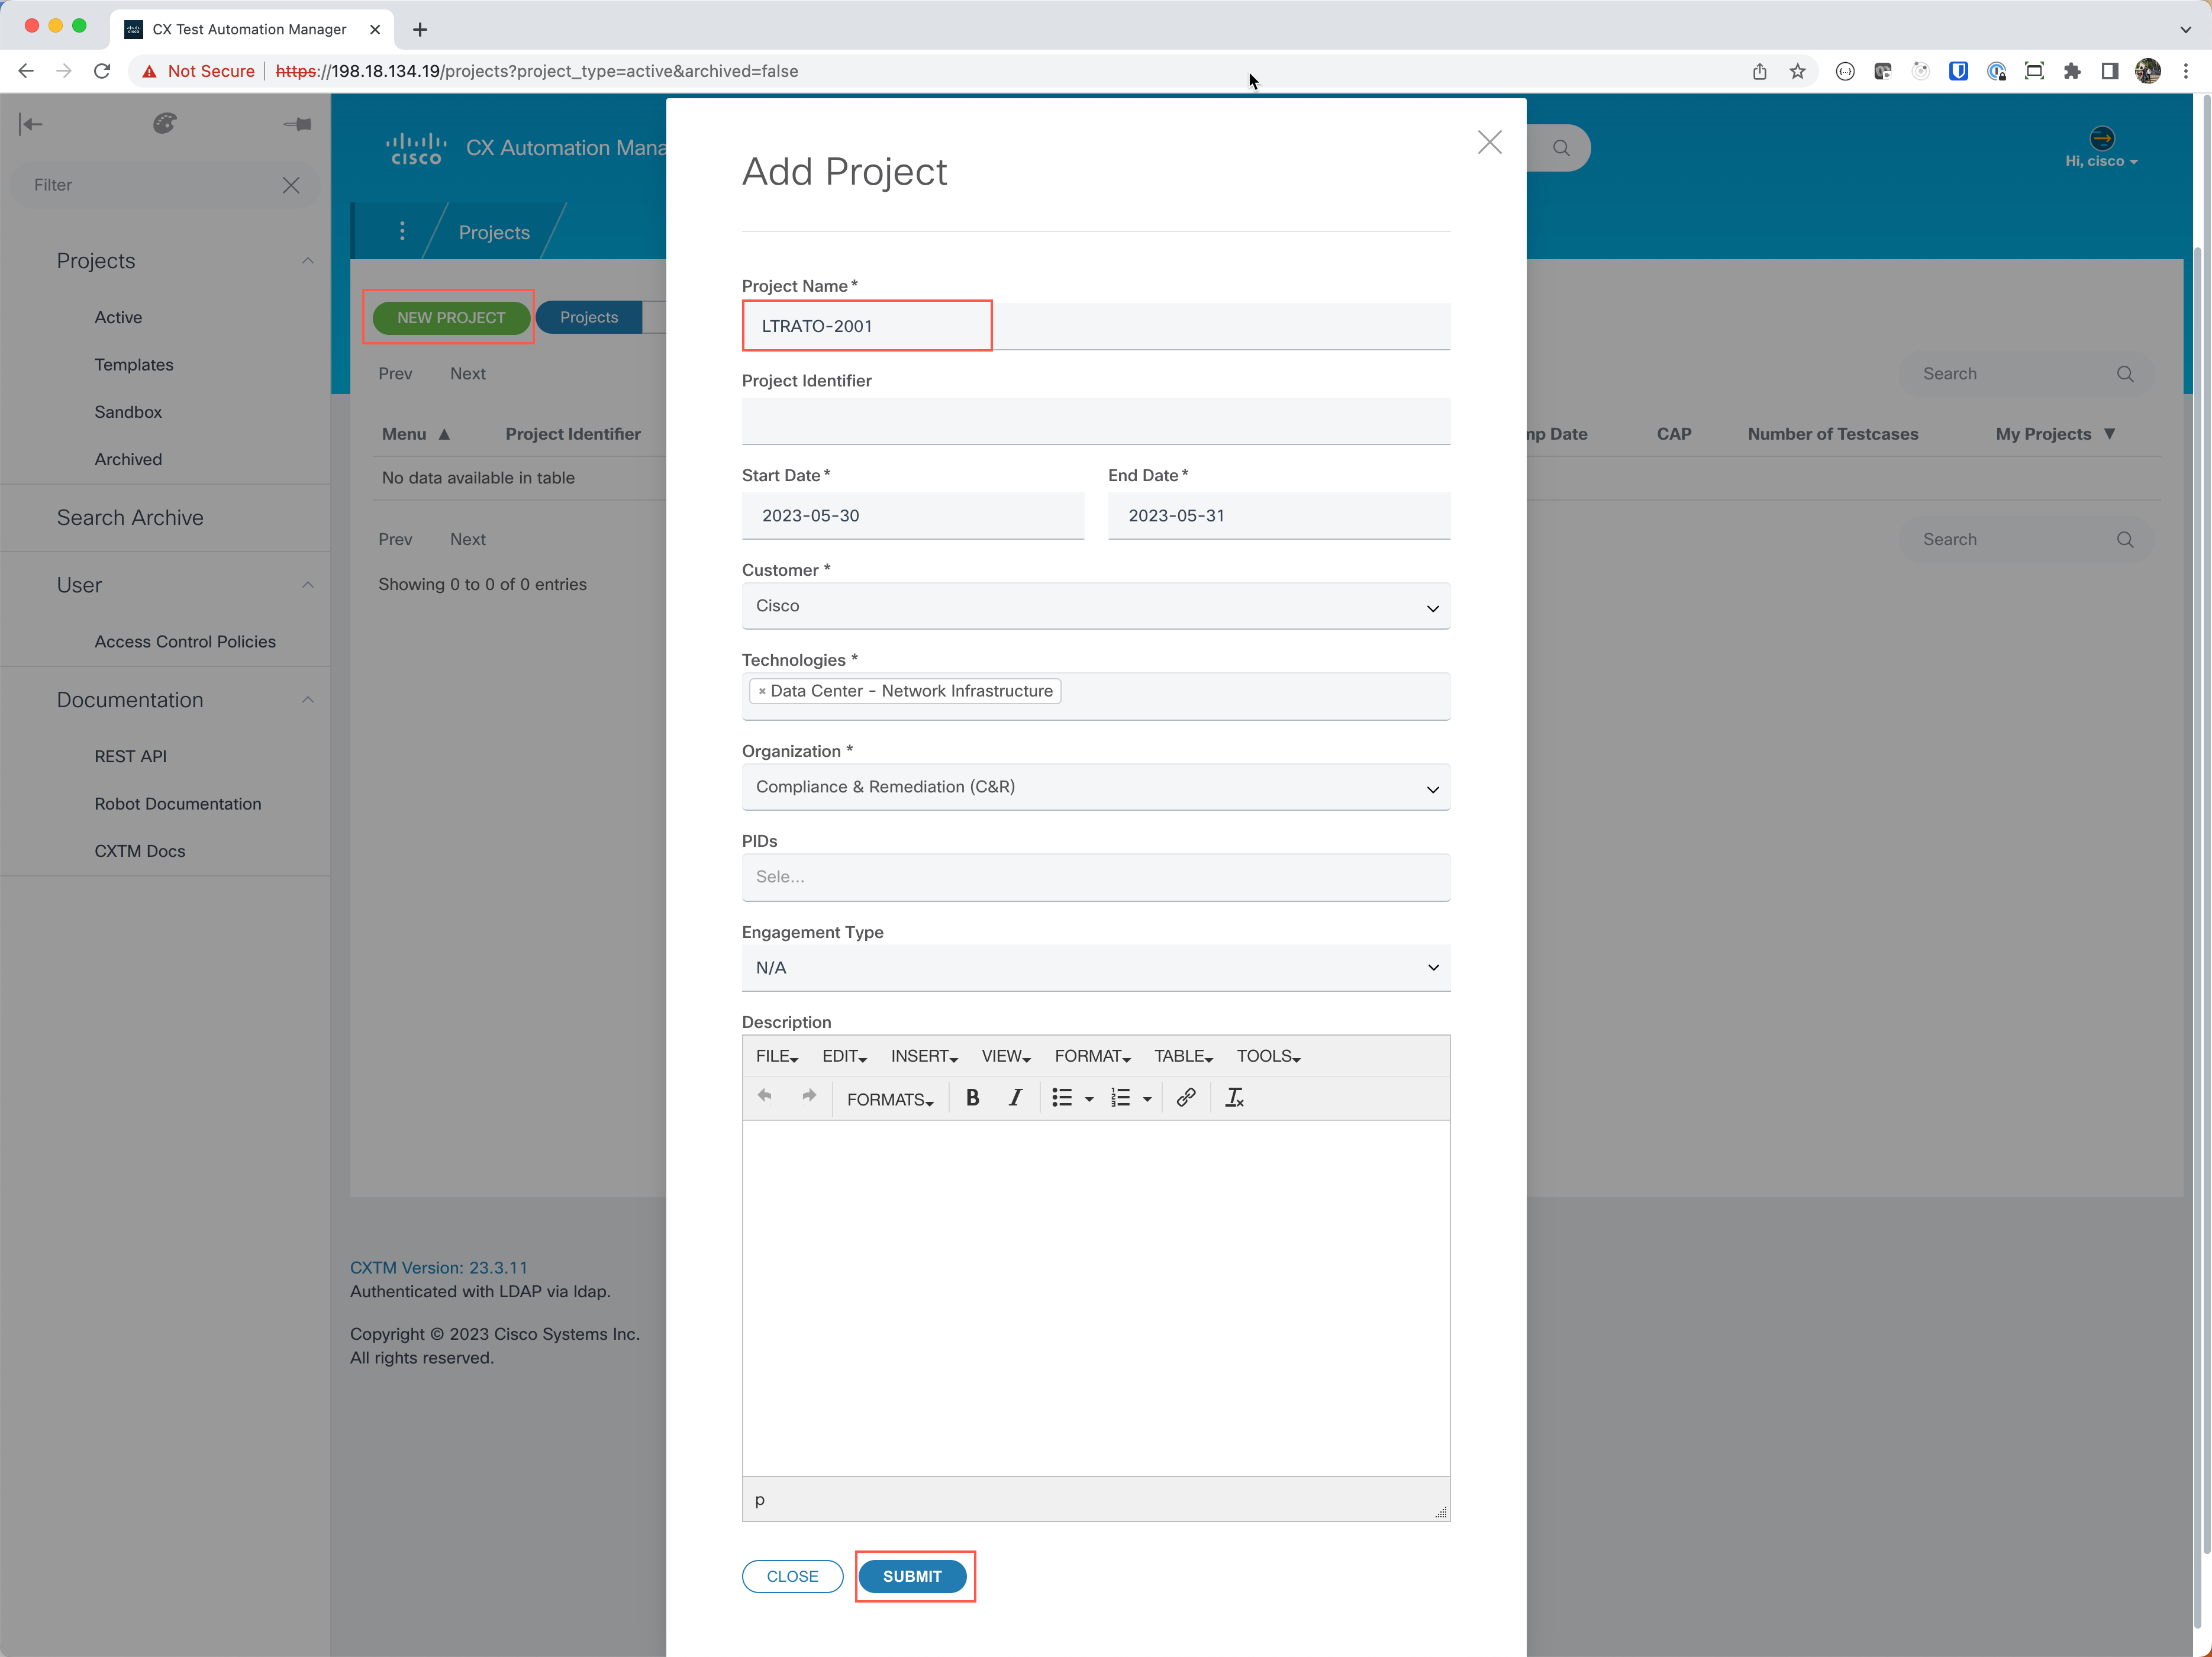 CX Test Automation Manager
Not Secure https://198.18.134.19/projects?project_type=active&archived=false
Filter
Projects
Active
Templates
Sandbox
Archived
Search Archive
User
Access Control Policies
Documentation
REST API
Robot Documentation
CXTM Docs
CISCO CX Automation Mana
Hi, cisco
Projects
NEW PROJECT Projects
Prev Next Search
Menu Project Identifier mp Date CAP Number of Testcases My Projects
No data available in table
Prev Next Search
Showing 0 to 0 of 0 entries
CXTM Version: 23.3.11
Authenticated with LDAP via ldap.
Copyright © 2023 Cisco Systems Inc.
All rights reserved.
Add Project
Project Name*
LTRATO-2001
Project Identifier
Start Date* End Date*
2023-05-30 2023-05-31
Customer *
Cisco
Technologies *
× Data Center - Network Infrastructure
Organization *
Compliance & Remediation (C&R)
PIDs
Sele...
Engagement Type
N/A
Description
FILE EDIT INSERT VIEW FORMAT TABLE TOOLS
FORMATS B I
p
CLOSE SUBMIT